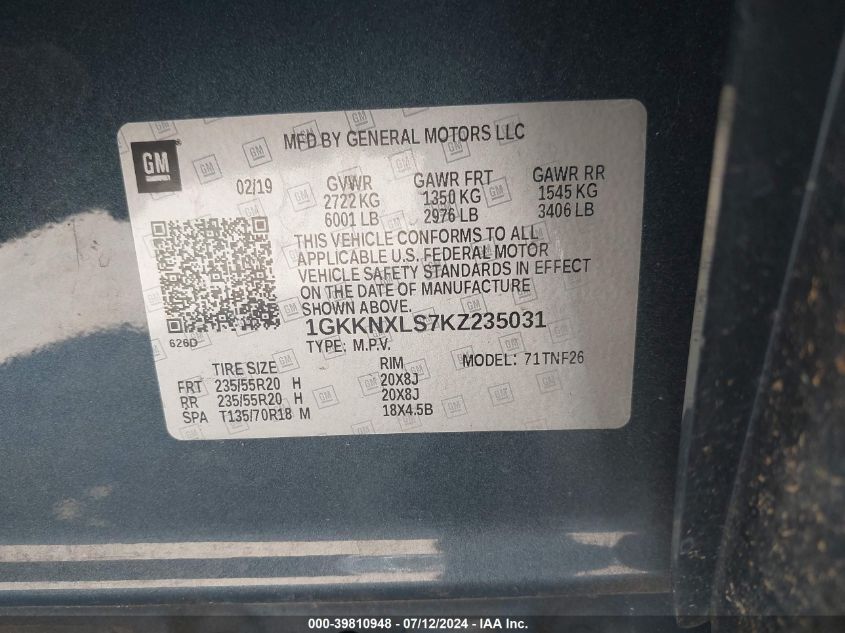 MFD BY GENERAL MOTORS LLC
GM
02/19
GVWR GAWR FRT GAWR RR
2722 KG 1350 KG 1545 KG
6001 LB 2976 LB 3406 LB
THIS VEHICLE CONFORMS TO ALL
APPLICABLE U.S. FEDERAL MOTOR
VEHICLE SAFETY STANDARDS IN EFFECT
ON THE DATE OF MANUFACTURE
SHOWN ABOVE.
1GKKNXLS7KZ235031
626D
TYPE: M.P.V. MODEL: 71TNF26
TIRE SIZE RIM
FRT 235/55R20 H 20X8J
RR 235/55R20 H 20X8J
SPA T135/70R18 M 18X4.5B
000-39810948 - 07/12/2024 - IAA Inc.